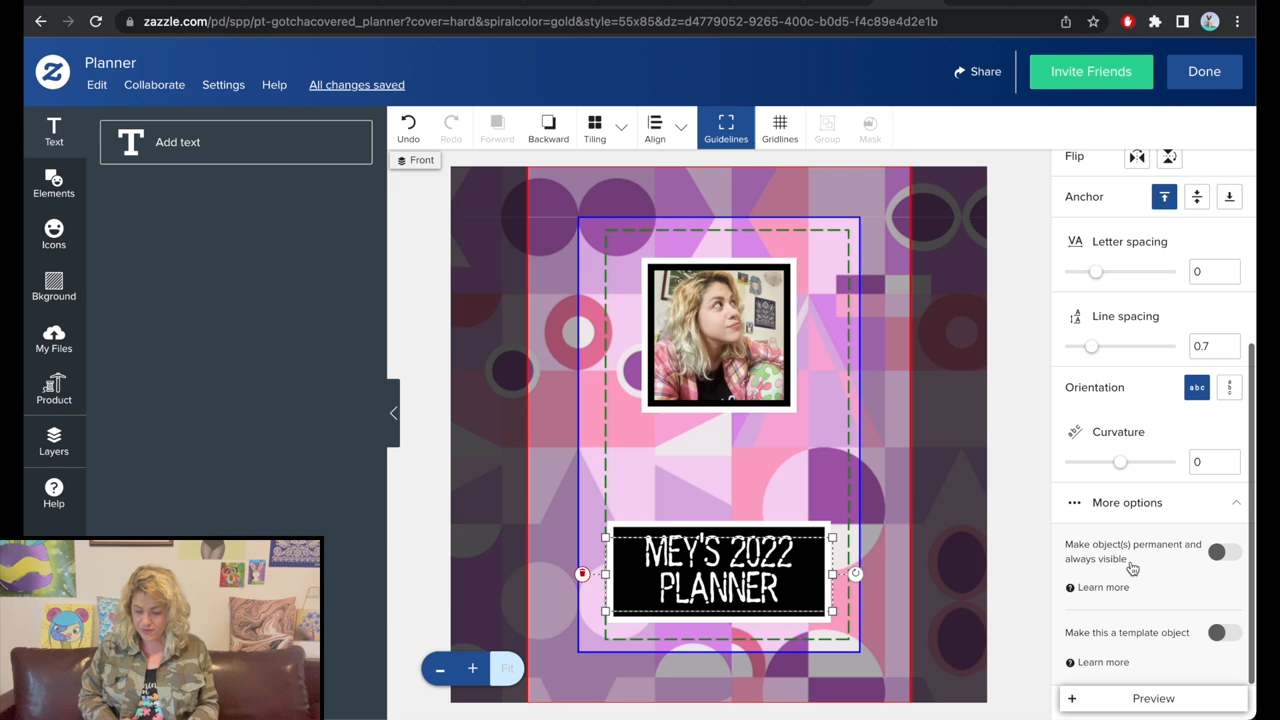 zazzle.com/pd/spp/pt-gotchacovered_planner?cover=hard&spiralcolor=gold&style=55x85&dz=d4779052-9265-400c-b0d5-f4c89e4d2e1b
Planner
Edit Collaborate Settings Help All changes saved
Share
Invite Friends
Done
Text
Elements
Icons
Bkground
My Files
Product
Layers
Help
T Add text
Undo Redo Forward Backward Tiling Align Guidelines Gridlines Group Mask
Front
MEY'S 2022
PLANNER
Fit
Flip
Anchor
VA Letter spacing
0
Line spacing
0.7
Orientation abc abc
abc Curvature
0
More options
Make object(s) permanent and
always visible
Learn more
Make this a template object
Learn more
+ Preview